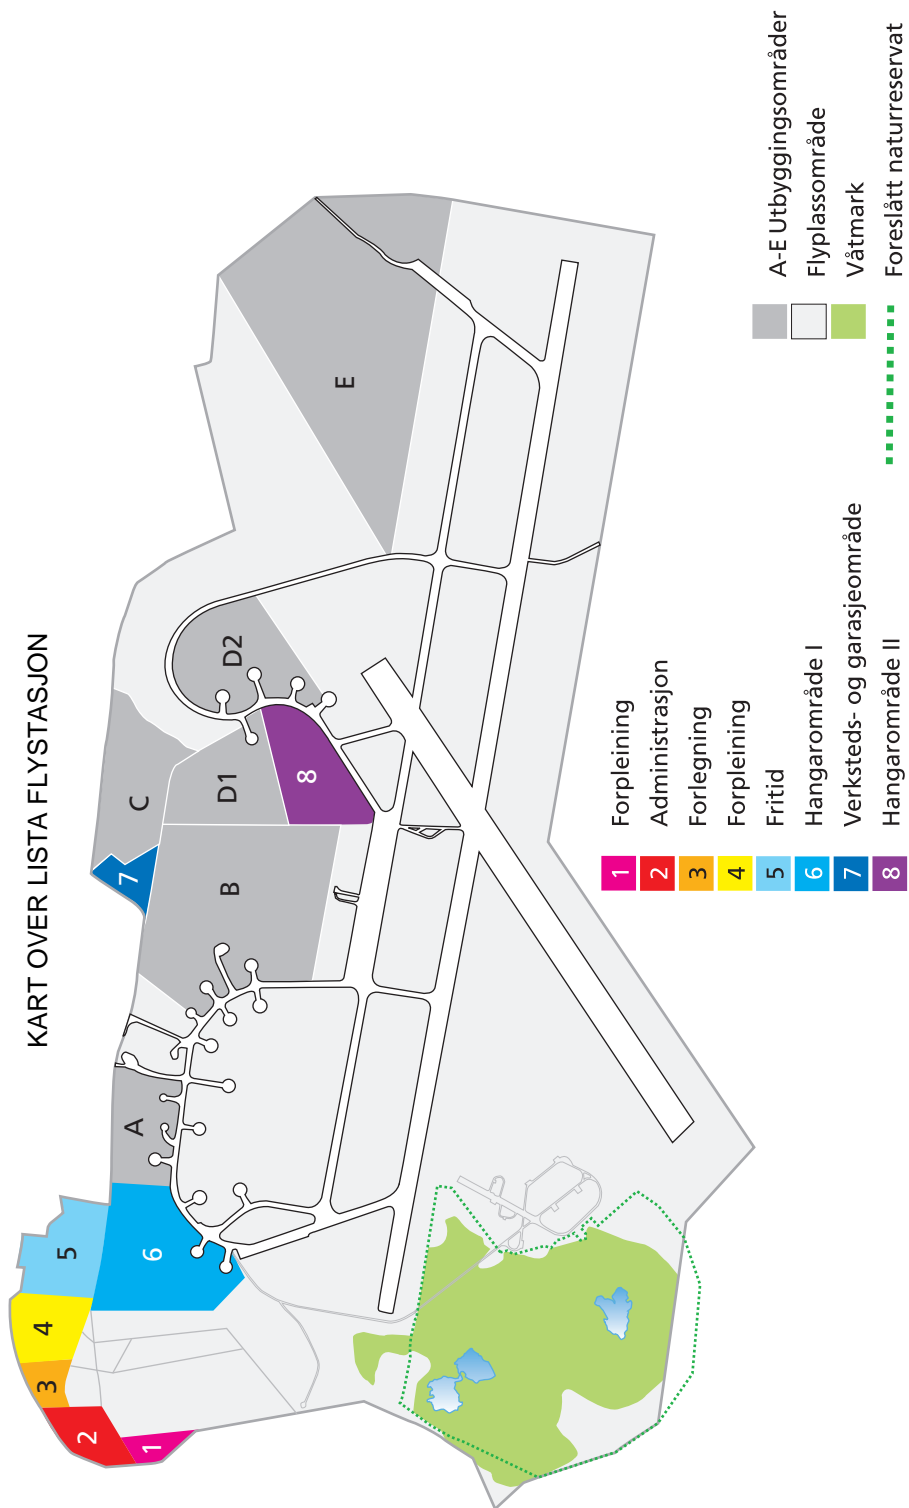 KART OVER LISTA FLYSTASJON
1
2
3
4
5
6
A
B
7
C
D1
8
D2
E
1 Forpleining
2 Administrasjon
3 Forlegning
4 Forpleining
5 Fritid
6 Hangarområde I
7 Verksteds- og garasjeområde
8 Hangarområde II
A-E Utbyggingsområder
Flyplassområde
Våtmark
Foreslått naturreservat